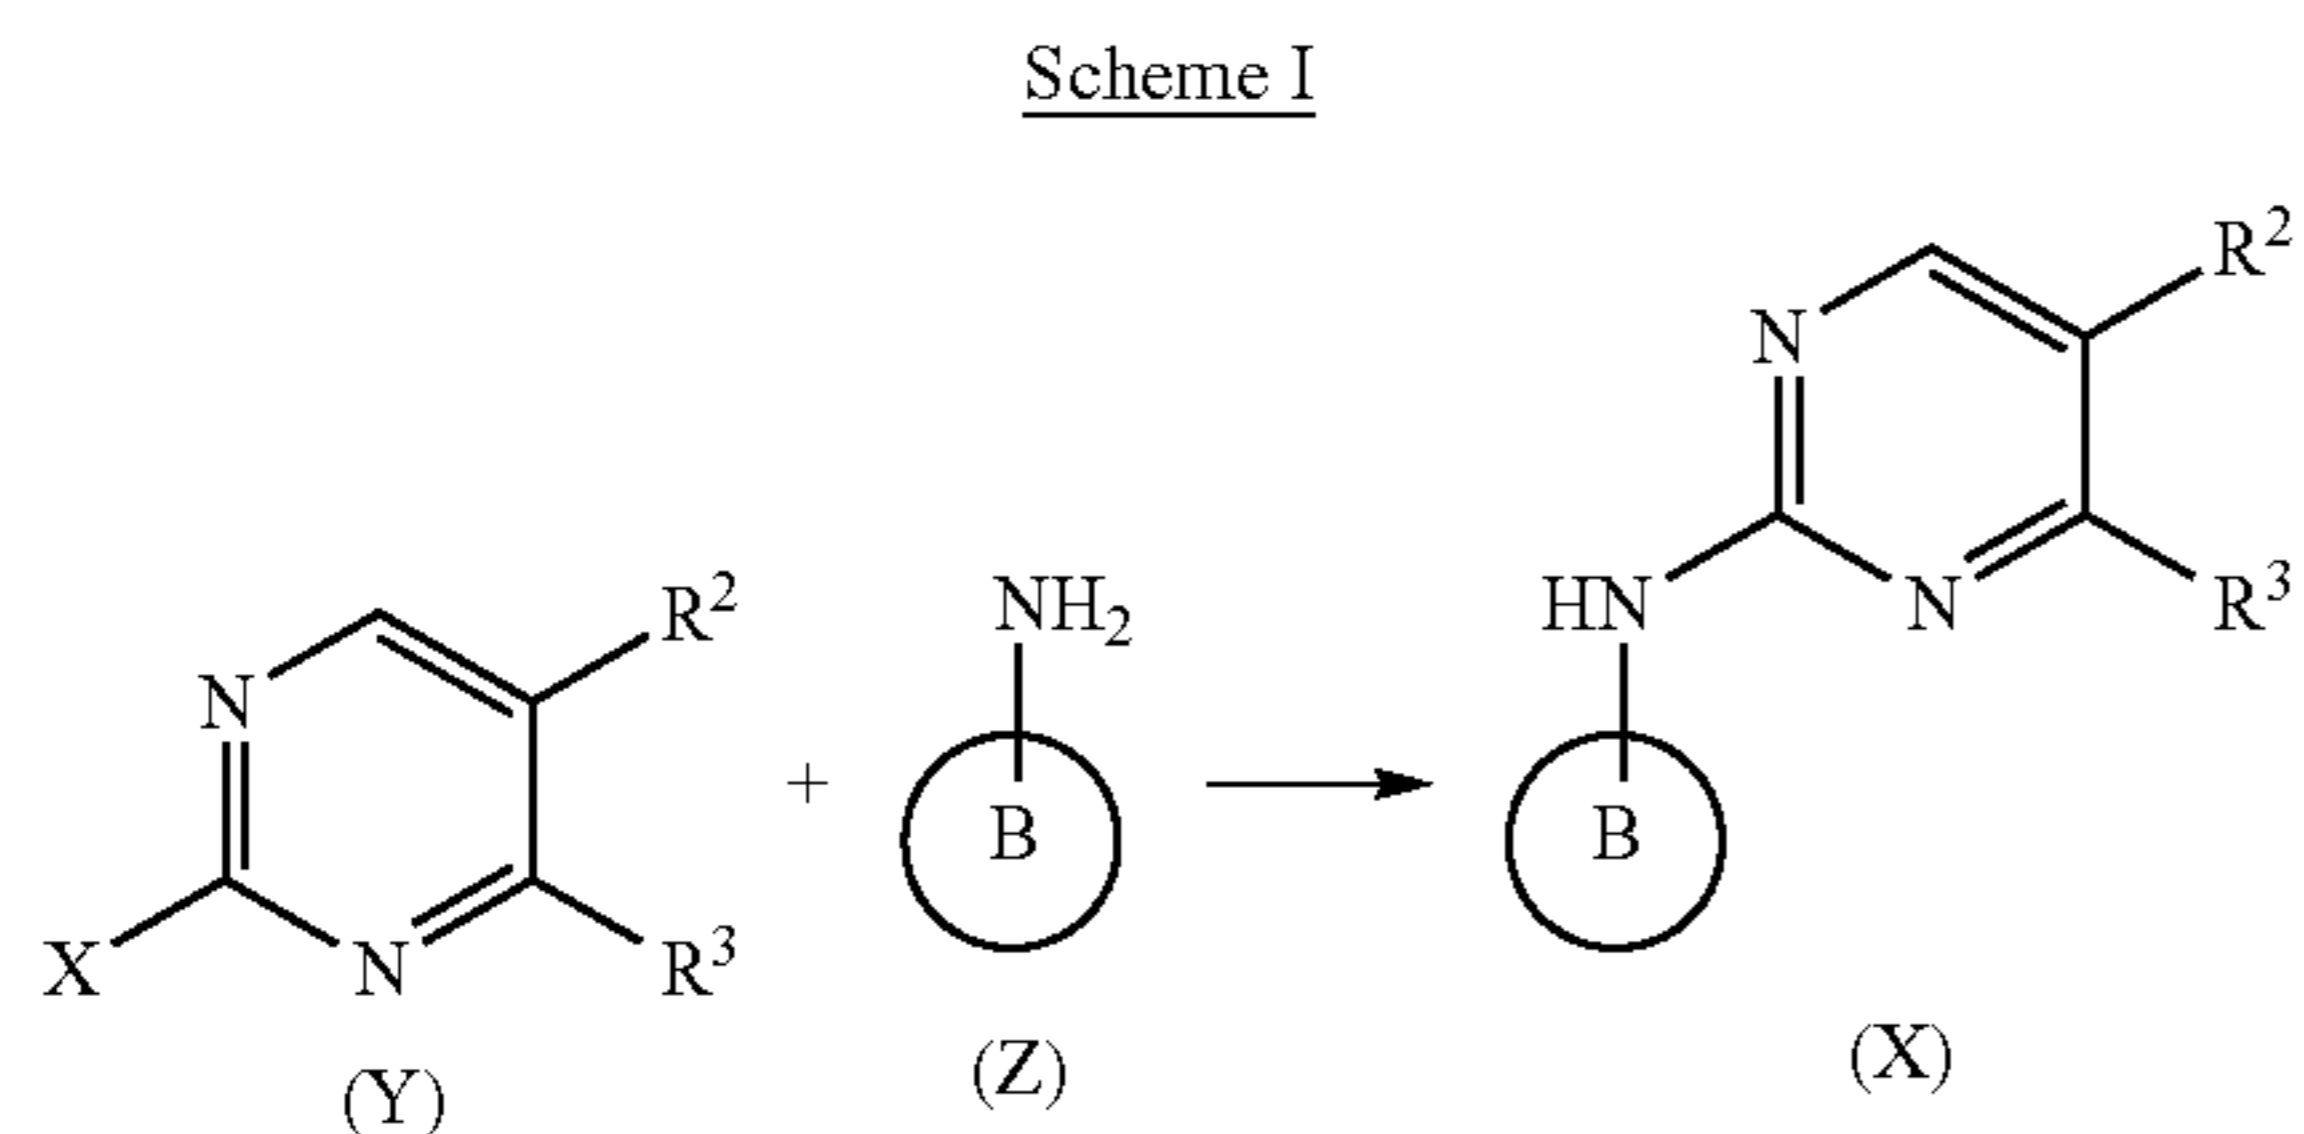 Scheme I
R²
N
HN
N
R³
R²
NH₂
N
+
B
B
X
N
R³
(Y)
(Z)
(X)